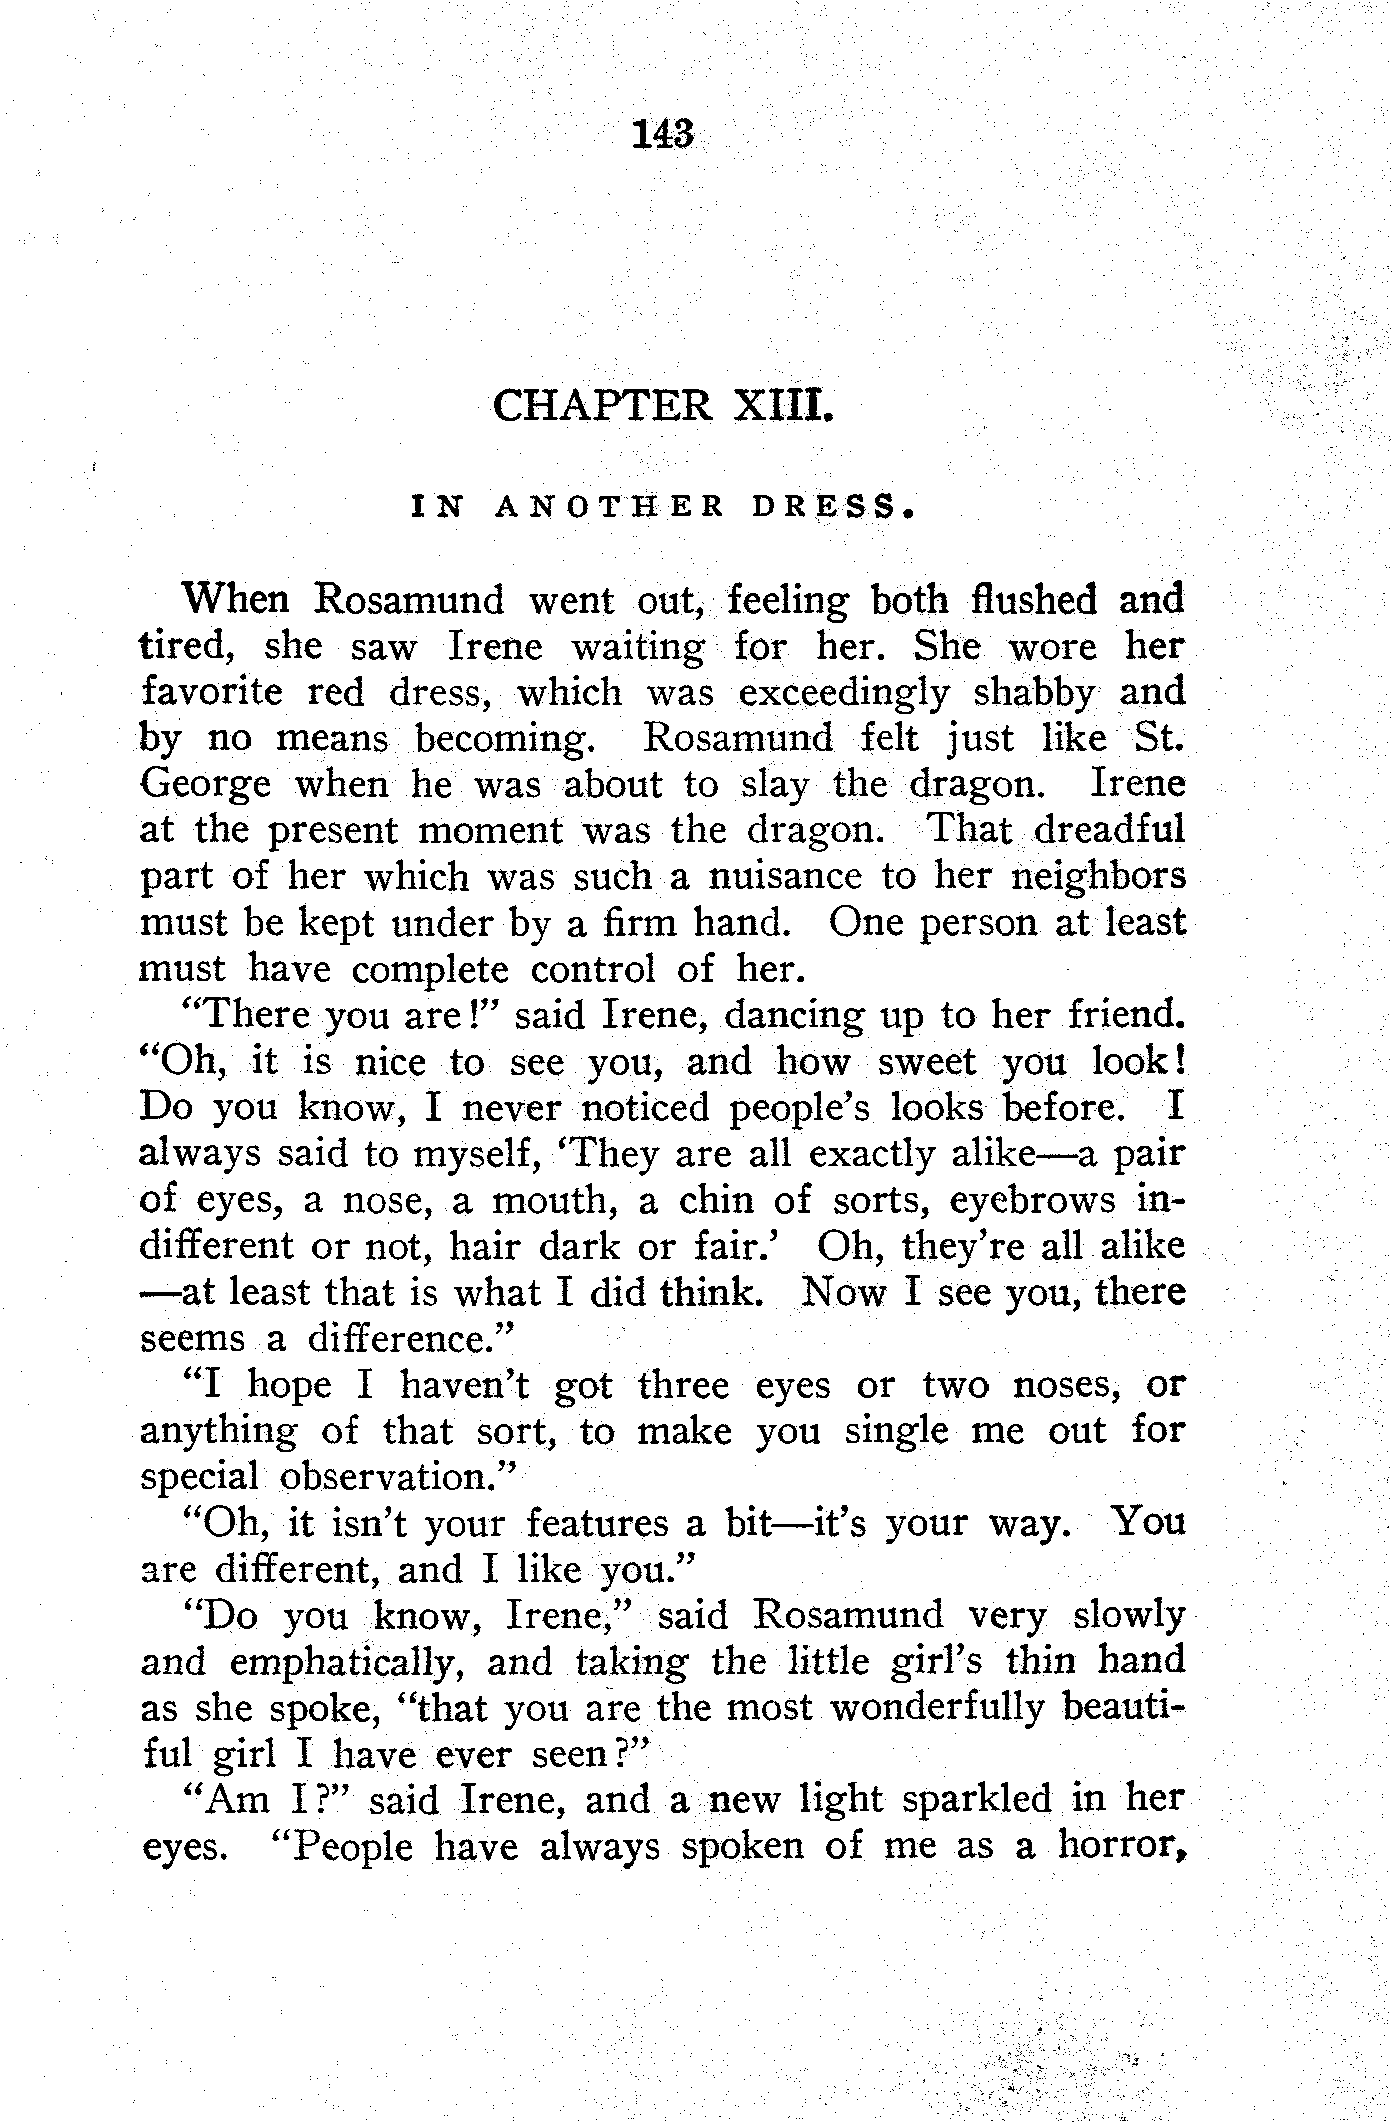 143
CHAPTER XIII.
IN ANOTHER DRESS.
When Rosamund went out, feeling both flushed and
tired, she saw Irene waiting for her. She wore her
favorite red dress, which was exceedingly shabby and
by no means becoming. Rosamund felt just like St.
George when he was about to slay the dragon. Irene
at the present moment was the dragon. That dreadful
part of her which was such a nuisance to her neighbors
must be kept under by a firm hand. One person at least
must have complete control of her.
"There you are!" said Irene, dancing up to her friend.
"Oh, it is nice to see you, and how sweet you look!
Do you know, I never noticed people's looks before. I
always said to myself, 'They are all exactly alike—a pair
of eyes, a nose, a mouth, a chin of sorts, eyebrows in-
different or not, hair dark or fair.' Oh, they're all alike
—at least that is what I did think. Now I see you, there
seems a difference."
"I hope I haven't got three eyes or two noses, or
anything of that sort, to make you single me out for
special observation."
"Oh, it isn't your features a bit—it's your way. You
are different, and I like you."
"Do you know, Irene," said Rosamund very slowly
and emphatically, and taking the little girl's thin hand
as she spoke, "that you are the most wonderfully beauti-
ful girl I have ever seen?"
"Am I?" said Irene, and a new light sparkled in her
eyes. "People have always spoken of me as a horror,